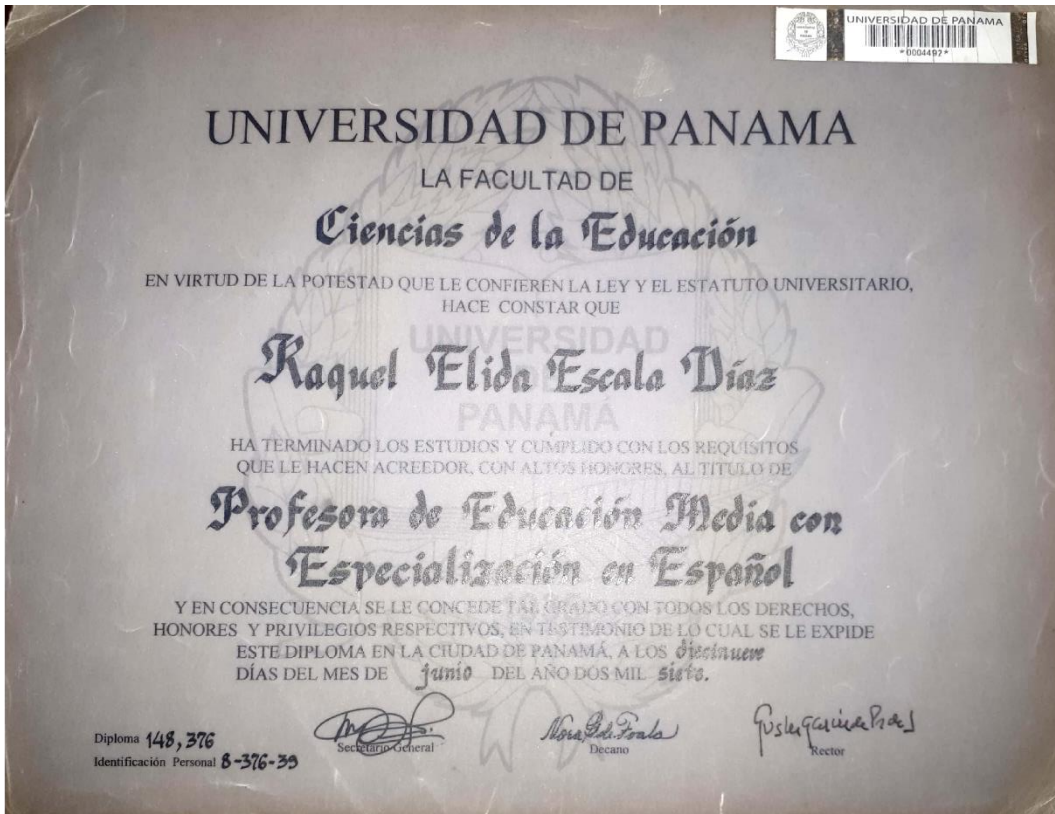 UNIVERSIDAD DE PANAMA
*0004492*
UNIVERSIDAD DE PANAMA
LA FACULTAD DE
Ciencias de la Educación
EN VIRTUD DE LA POTESTAD QUE LE CONFIEREN LA LEY Y EL ESTATUTO UNIVERSITARIO,
HACE CONSTAR QUE
UNIVERSIDAD
DE
PANAMÁ
Raquel Elida Escala Díaz
HA TERMINADO LOS ESTUDIOS Y CUMPLIDO CON LOS REQUISITOS
QUE LE HACEN ACREEDOR, CON ALTOS HONORES, AL TITULO DE
Profesora de Educación Media con
Especialización en Español
Y EN CONSECUENCIA SE LE CONCEDE TAL GRADO CON TODOS LOS DERECHOS,
HONORES Y PRIVILEGIOS RESPECTIVOS, EN TESTIMONIO DE LO CUAL SE LE EXPIDE
ESTE DIPLOMA EN LA CIUDAD DE PANAMÁ, A LOS diecinueve
DÍAS DEL MES DE junio DEL AÑO DOS MIL siete.
Diploma 148,376
Identificación Personal 8-376-39
Secretario General
Decano
Rector